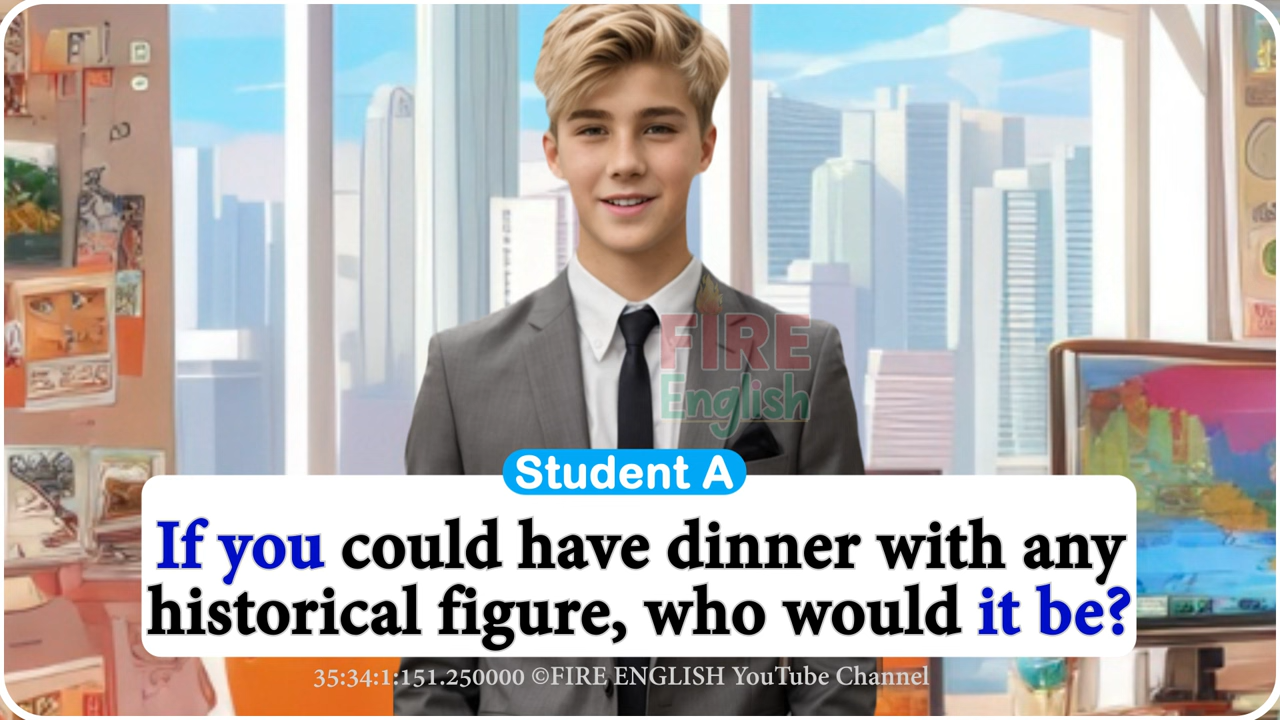 FIRE
English
Student A
If you could have dinner with any
historical figure, who would it be?
35:34:1:151.250000 ©FIRE ENGLISH YouTube Channel